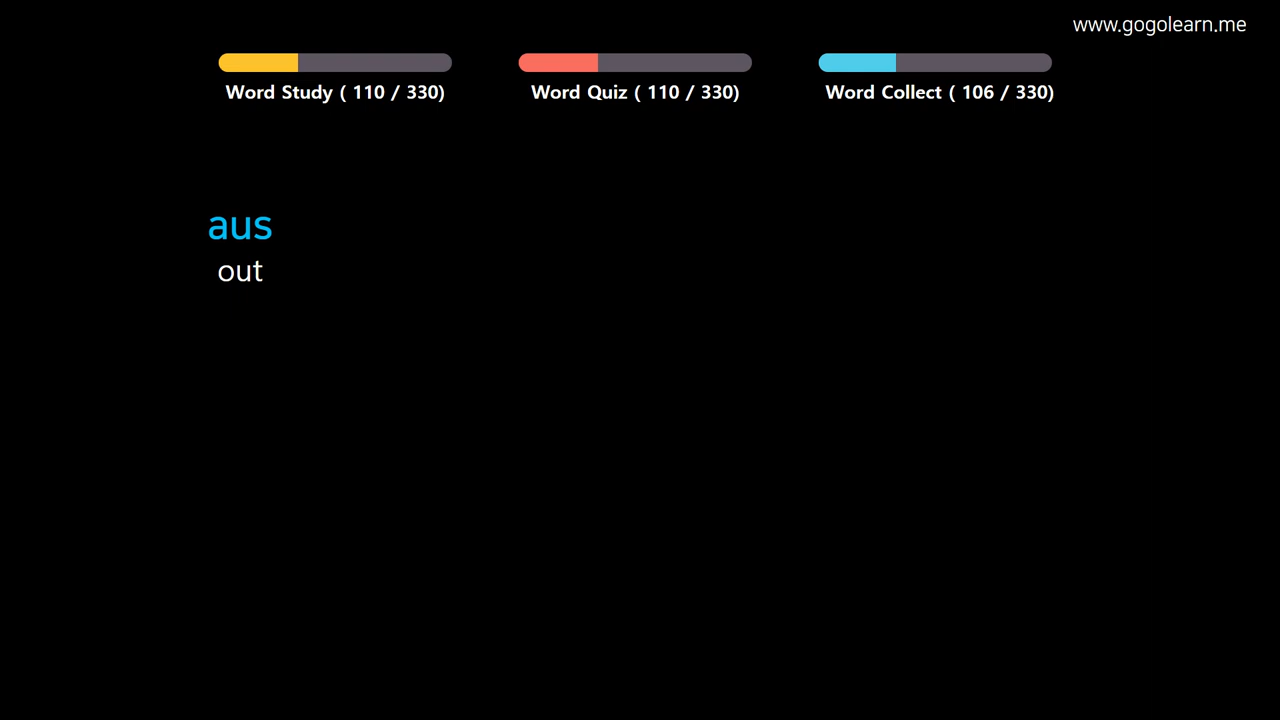 www.gogolearn.me
Word Study ( 110 / 330)
Word Quiz ( 110 / 330)
Word Collect ( 106 / 330)
aus
out